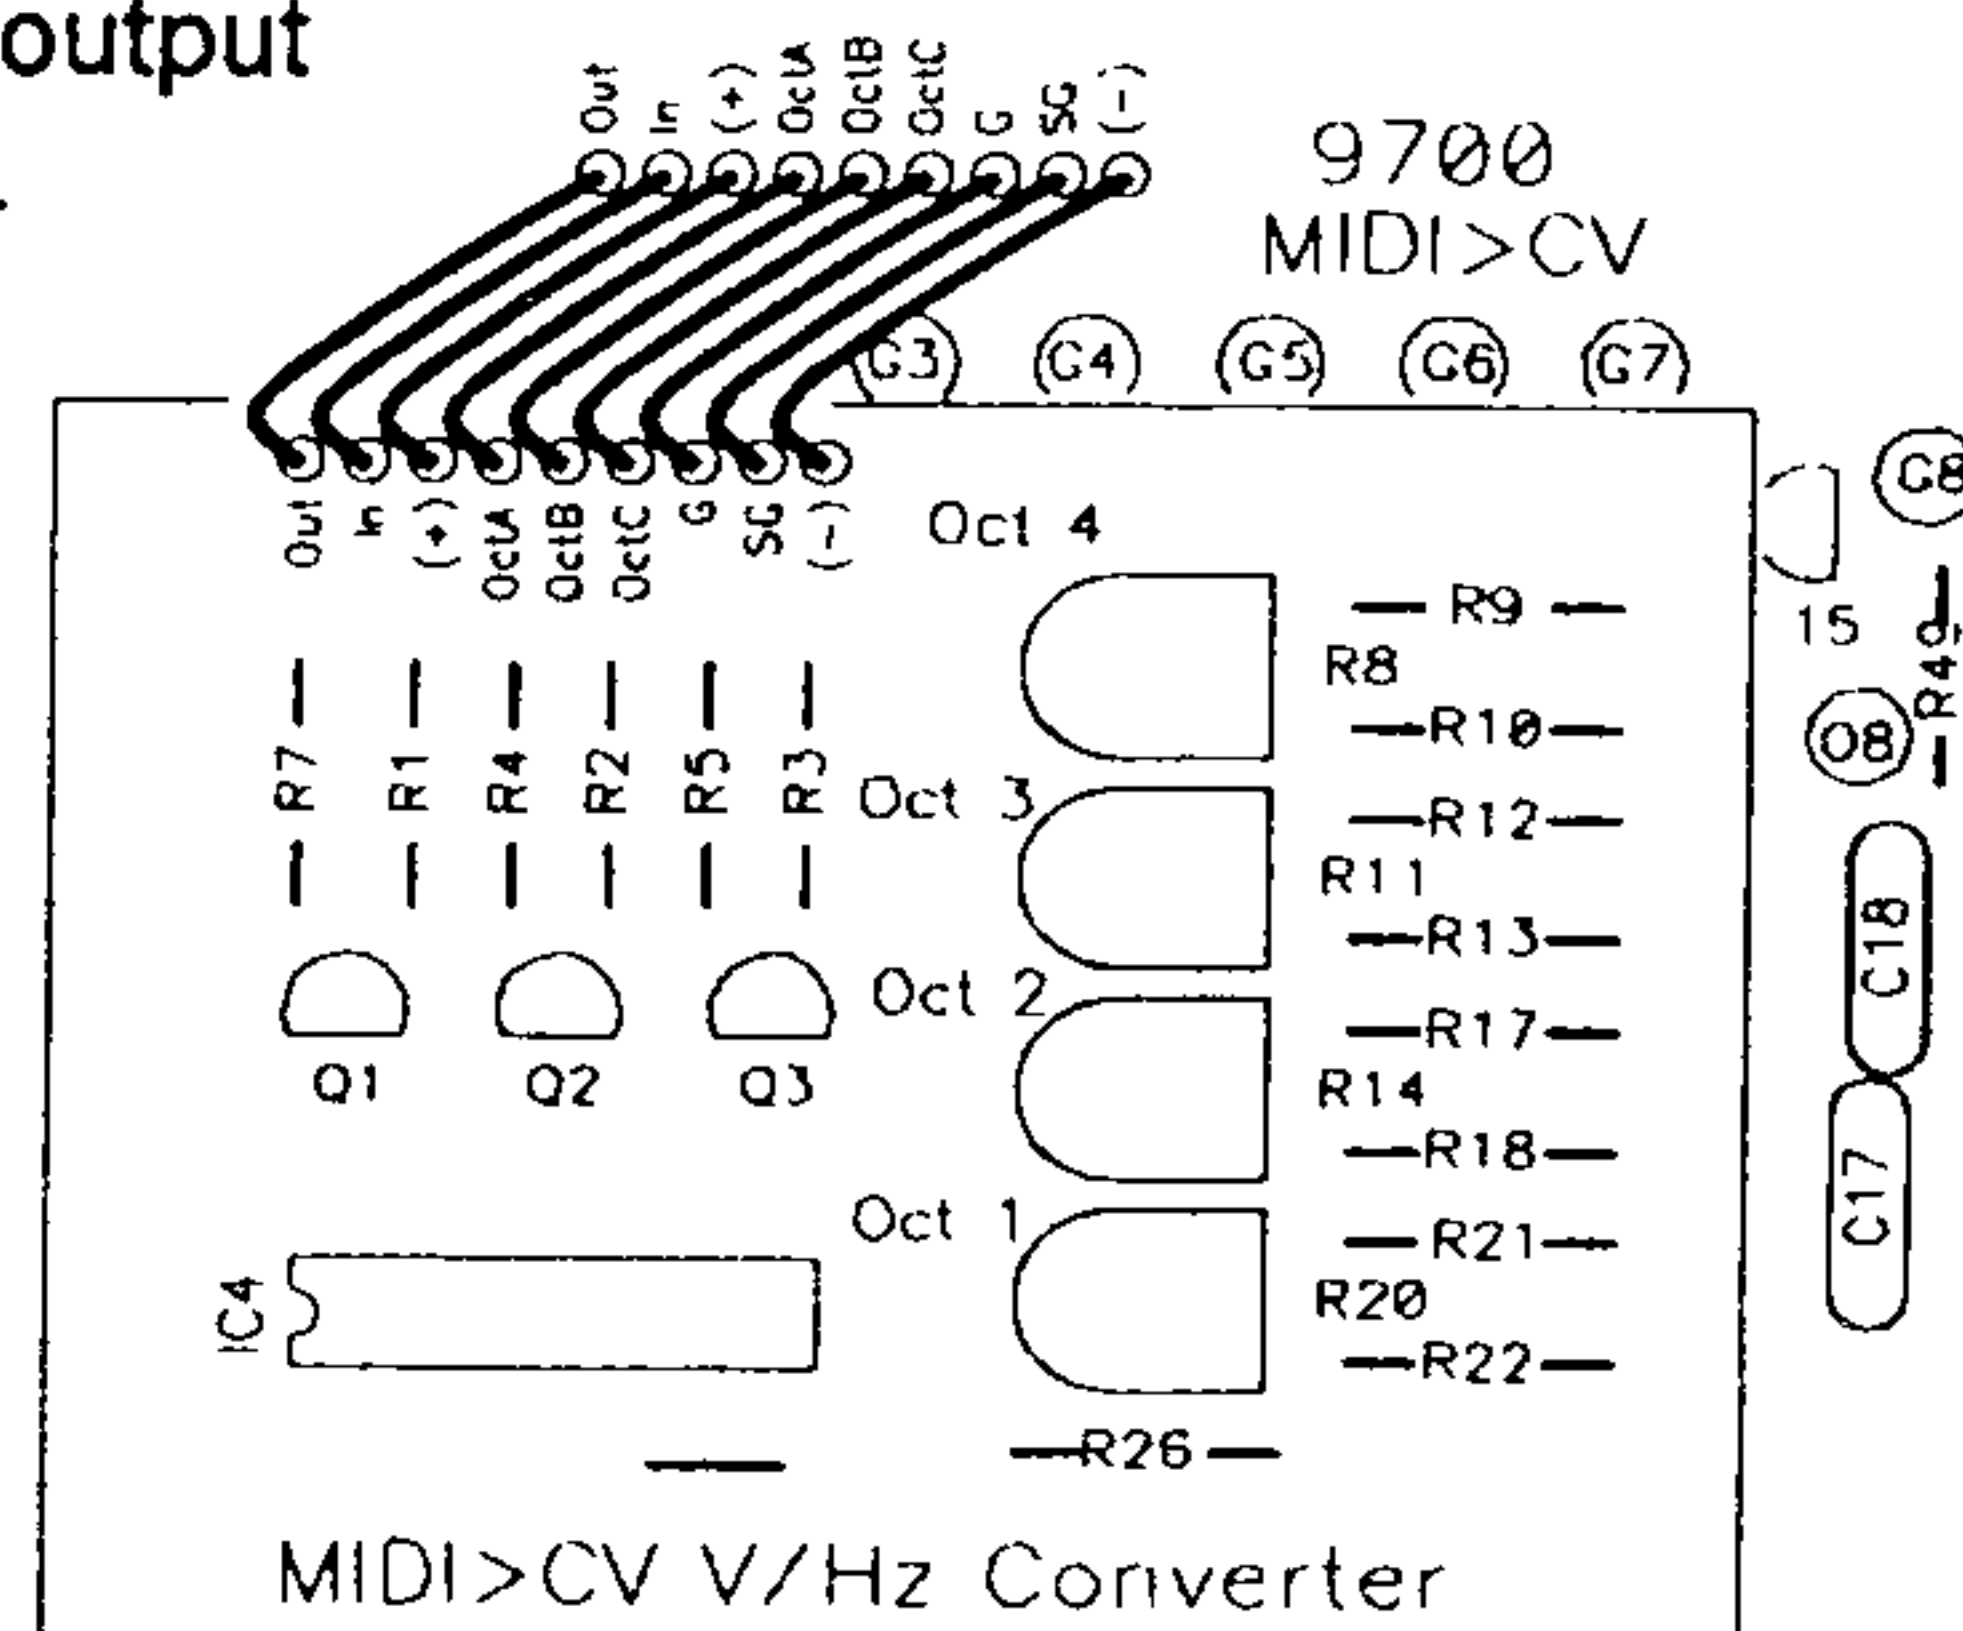 output
Out In (+) OctA OctB OctC G SG (-)
9700
MIDI>CV
G3 G4 G5 G6 G7
G8
Out In (+) OctA OctB OctC G SG (-)
Oct 4
R9
15
R8
R10
O8
R7 R1 R4 R2 R5 R3
Oct 3
R12
R11
R13
C18
Oct 2
R17
Q1 Q2 Q3
R14
R18
C17
Oct 1
R21
IC4
R20
R22
R26
MIDI>CV V/Hz Converter